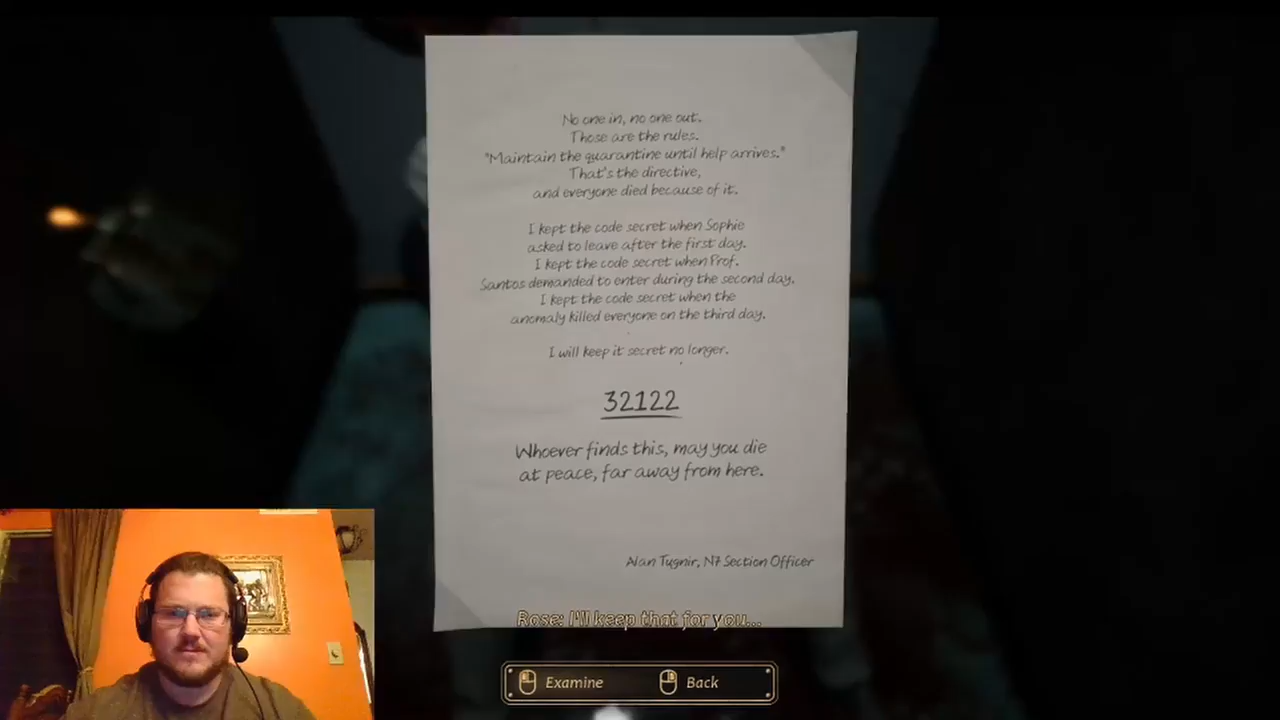 No one in, no one out.
Those are the rules.
"Maintain the quarantine until help arrives."
That's the directive,
and everyone died because of it.
I kept the code secret when Sophie
asked to leave after the first day.
I kept the code secret when Prof.
Santos demanded to enter during the second day.
I kept the code secret when the
anomaly killed everyone on the third day.
I will keep it secret no longer.
32122
Whoever finds this, may you die
at peace, far away from here.
Alan Tygnir, N7 Section Officer
Rose: I'll keep that for you...
Examine
Back